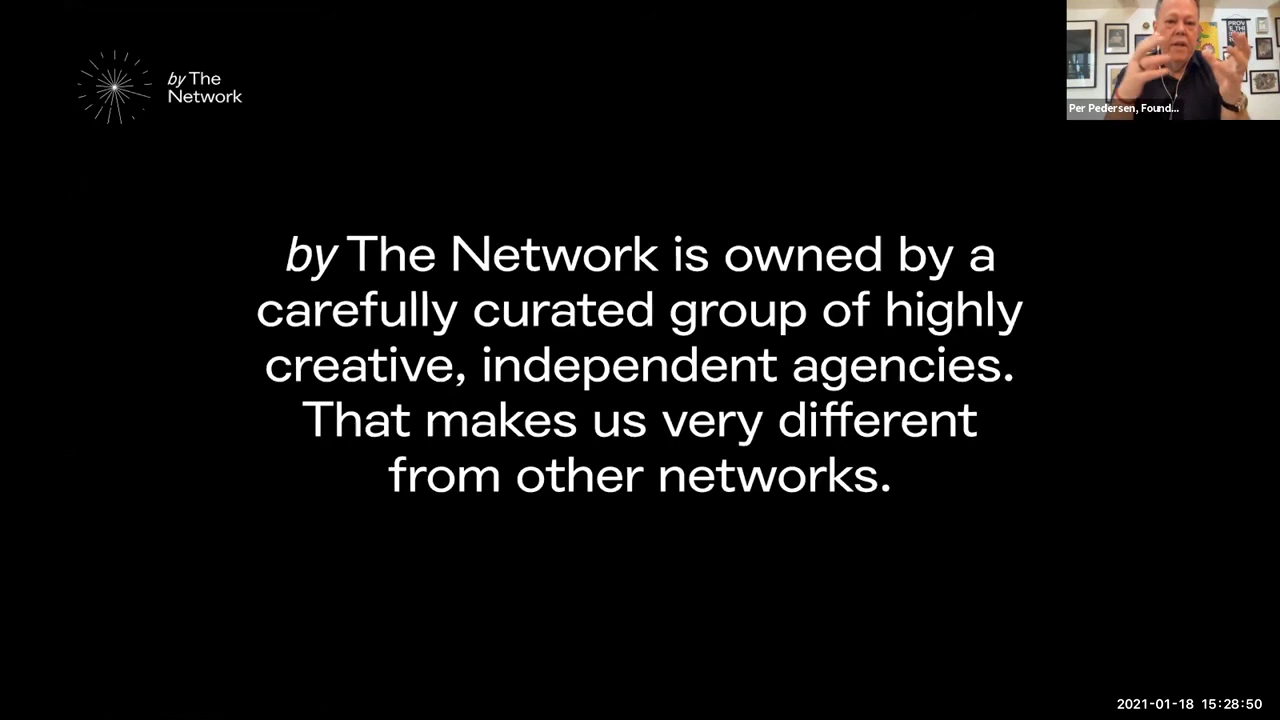 by The
Network
Per Pedersen, Found...
by The Network is owned by a
carefully curated group of highly
creative, independent agencies.
That makes us very different
from other networks.
2021-01-18 15:28:50